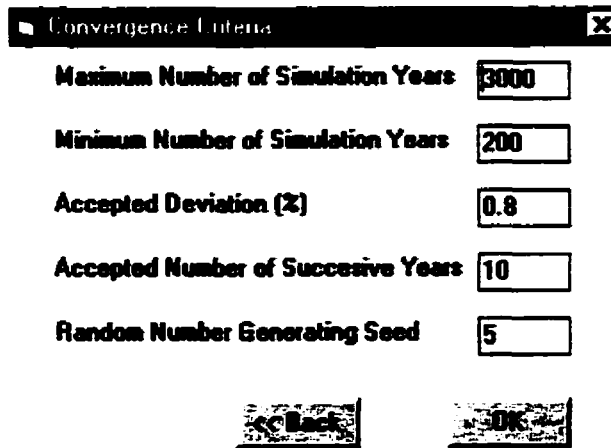 Convergence Criteria
Maximum Number of Simulation Years 3000
Minimum Number of Simulation Years 200
Accepted Deviation (%) 0.8
Accepted Number of Succesive Years 10
Random Number Generating Seed 5
<< Back OK